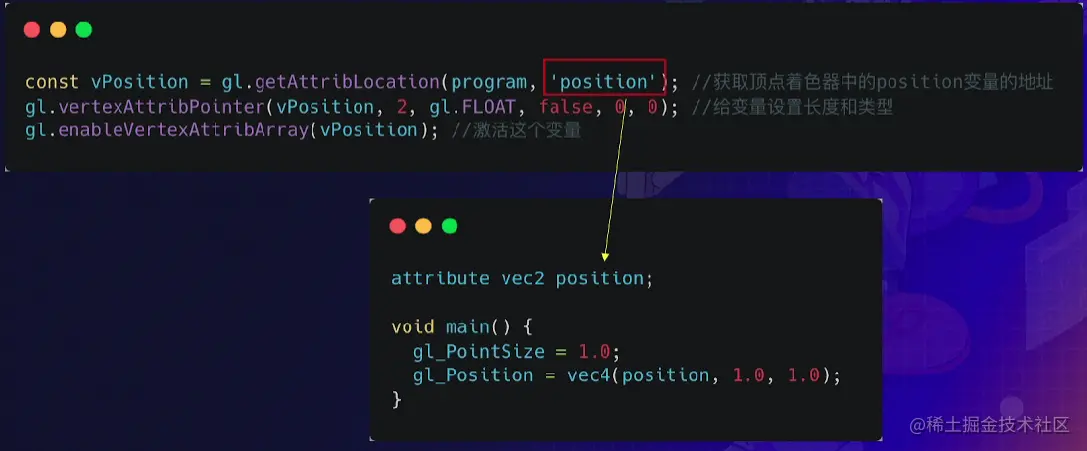 const vPosition = gl.getAttribLocation(program, 'position'); //获取顶点着色器中的position变量的地址
gl.vertexAttribPointer(vPosition, 2, gl.FLOAT, false, 0, 0); //给变量设置长度和类型
gl.enableVertexAttribArray(vPosition); //激活这个变量
attribute vec2 position;
void main() {
gl_PointSize = 1.0;
gl_Position = vec4(position, 1.0, 1.0);
}
@稀土掘金技术社区